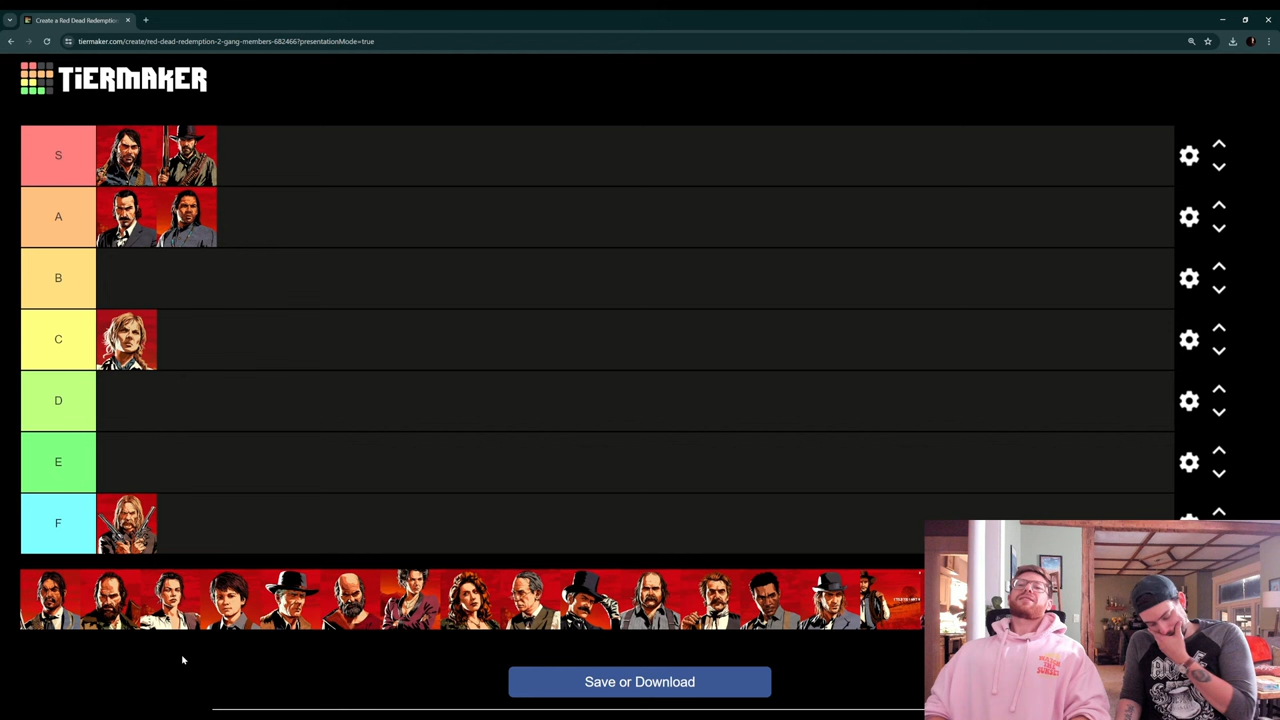 Create a Red Dead Redemption
tiermaker.com/create/red-dead-redemption-2-gang-members-682466?presentationMode=true
TiERMAKER
S
A
B
C
D
E
F
Save or Download